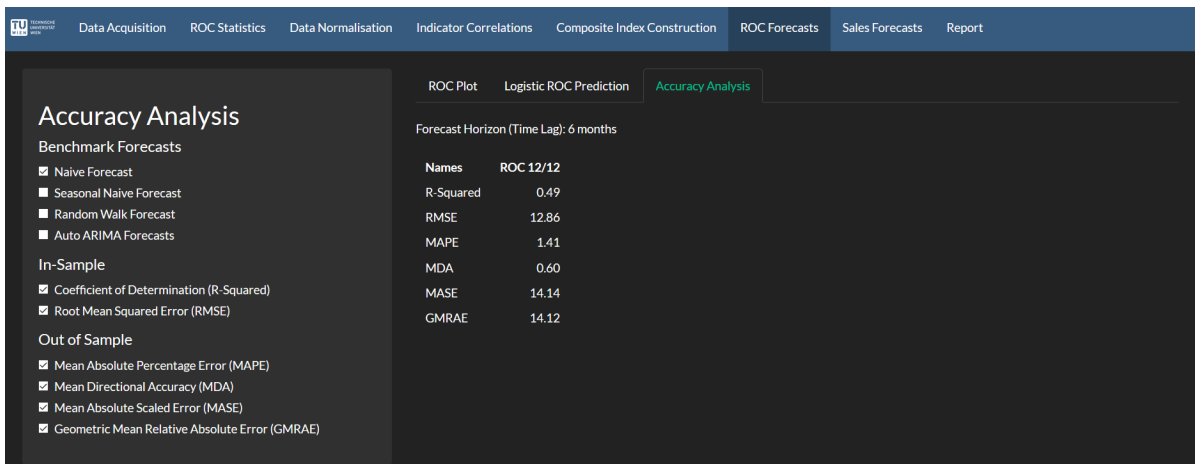 TU TECHNISCHE
UNIVERSITÄT
WIEN WIEN
Data Acquisition ROC Statistics Data Normalisation Indicator Correlations Composite Index Construction ROC Forecasts Sales Forecasts Report
Accuracy Analysis
Benchmark Forecasts
Naive Forecast
Seasonal Naive Forecast
Random Walk Forecast
Auto ARIMA Forecasts
In-Sample
Coefficient of Determination (R-Squared)
Root Mean Squared Error (RMSE)
Out of Sample
Mean Absolute Percentage Error (MAPE)
Mean Directional Accuracy (MDA)
Mean Absolute Scaled Error (MASE)
Geometric Mean Relative Absolute Error (GMRAE)
ROC Plot Logistic ROC Prediction Accuracy Analysis
Forecast Horizon (Time Lag): 6 months
Names ROC 12/12
R-Squared 0.49
RMSE 12.86
MAPE 1.41
MDA 0.60
MASE 14.14
GMRAE 14.12